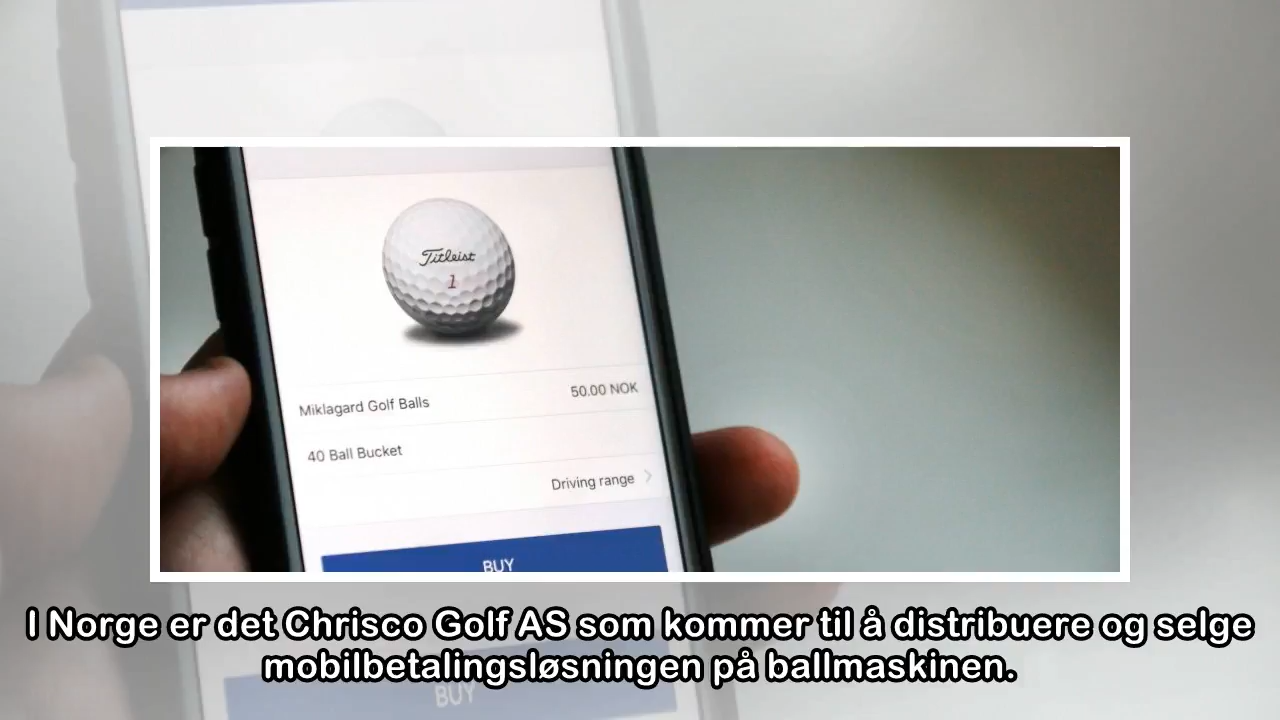 Titleist
1
Miklagard Golf Balls 50.00 NOK
40 Ball Bucket
Driving range
BUY
I Norge er det Chrisco Golf AS som kommer til å distribuere og selge
mobilbetalingsløsningen på ballmaskinen.
BUY